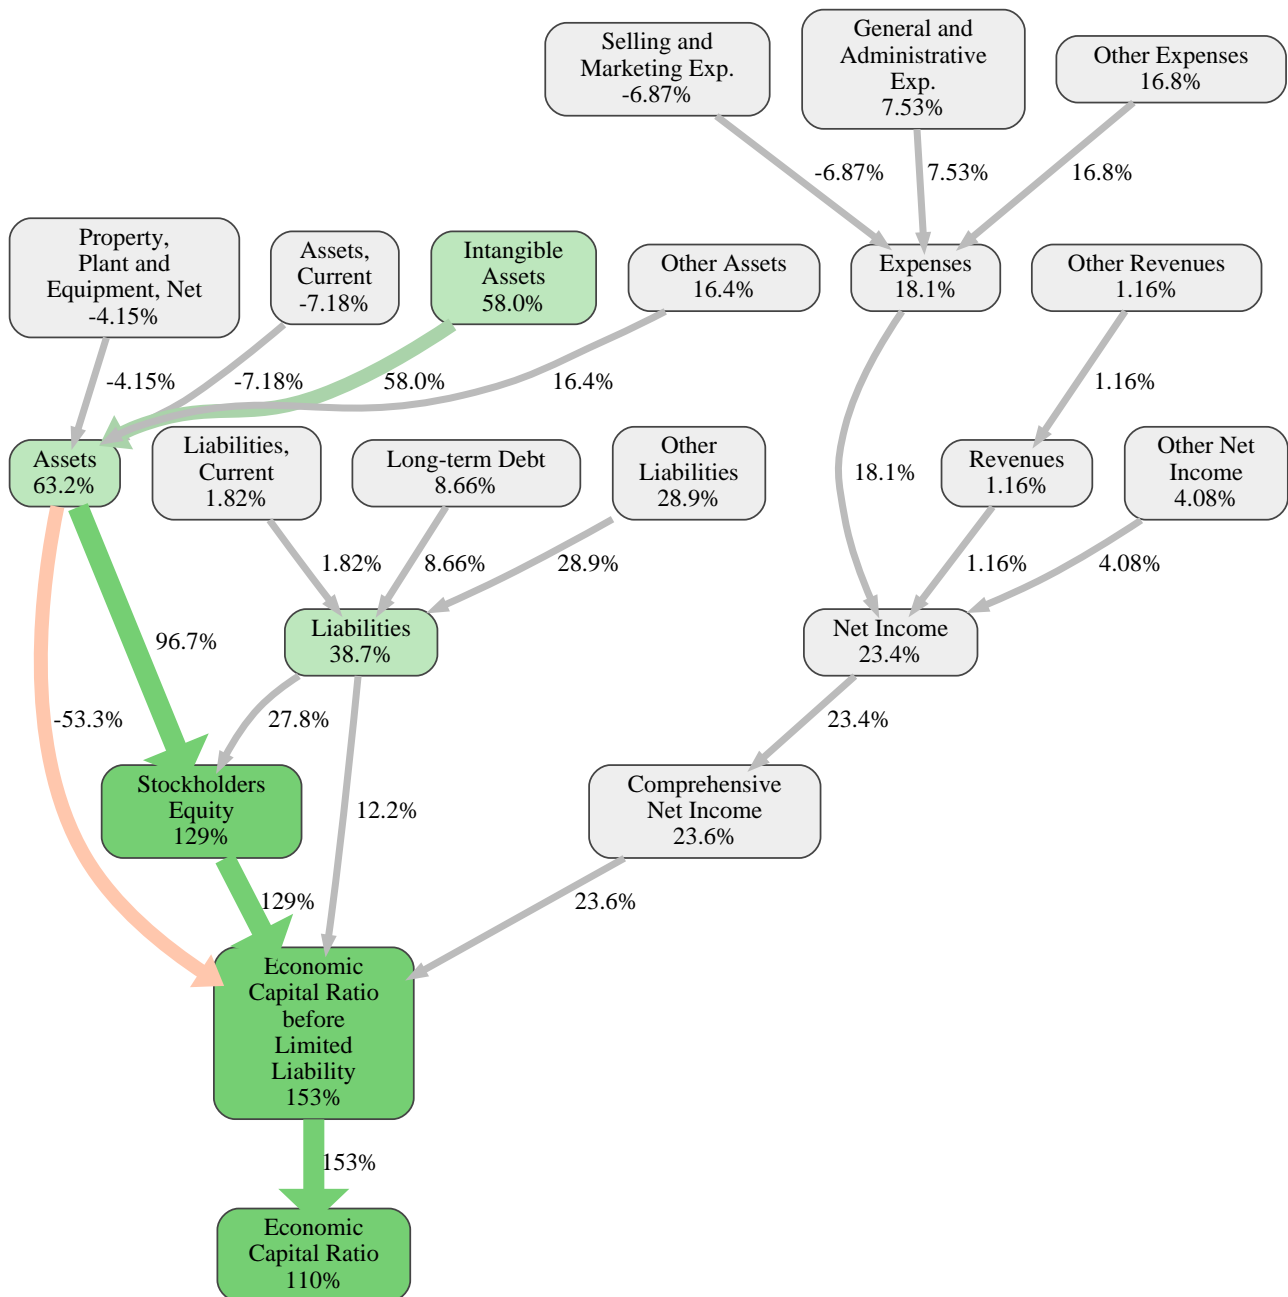 Selling and
Marketing Exp.
-6.87%
General and
Administrative
Exp.
7.53%
Other Expenses
16.8%
-6.87%
7.53%
16.8%
Property,
Plant and
Equipment, Net
-4.15%
Assets,
Current
-7.18%
Intangible
Assets
58.0%
Other Assets
16.4%
Expenses
18.1%
Other Revenues
1.16%
-4.15%
-7.18%
58.0%
16.4%
1.16%
Assets
63.2%
Liabilities,
Current
1.82%
Long-term Debt
8.66%
Other
Liabilities
28.9%
18.1%
Revenues
1.16%
Other Net
Income
4.08%
1.82%
8.66%
28.9%
1.16%
4.08%
96.7%
Liabilities
38.7%
Net Income
23.4%
-53.3%
27.8%
23.4%
Stockholders
Equity
129%
12.2%
Comprehensive
Net Income
23.6%
129%
23.6%
Economic
Capital Ratio
before
Limited
Liability
153%
153%
Economic
Capital Ratio
110%